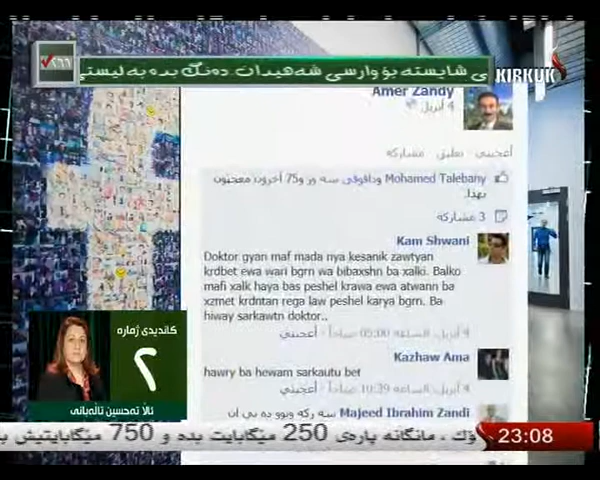 ی شایستە بۆ وارسی شەهیدان دەنگ بدە بە لیستی
٢٦٦
KIRKUK
Amer Zandy
4 أبريل
أعجبني تعليق مشاركة
Mohamed Talebany وداقوقى سه ور و75 آخرون معجبون
بهذا.
3 مشاركة
Kam Shwani
Doktor gyan maf mada nya kesanik zawtyan
krdbet ewa wari bgrn wa bibaxshn ba xalki. Balko
mafi xalk haya bas peshel krawa ewa atwann ba
xzmet krdntan rega law peshel karya bgrn. Ba
hiway sarkawtn doktor..
4 أبريل، الساعة 05:00 صباحاً · أعجبني
Kazhaw Ama
hawry ba hewam sarkautu bet
4 أبريل، الساعة 10:39 صباحاً · أعجبني
Majeed Ibrahim Zandi
کاندیدی ژمارە
٢
ئالا تەحسین تالەبانی
ۆك ، مانگانە پارەی 250 مێگابایت بدە و 750 مێگابایتیش
23:08